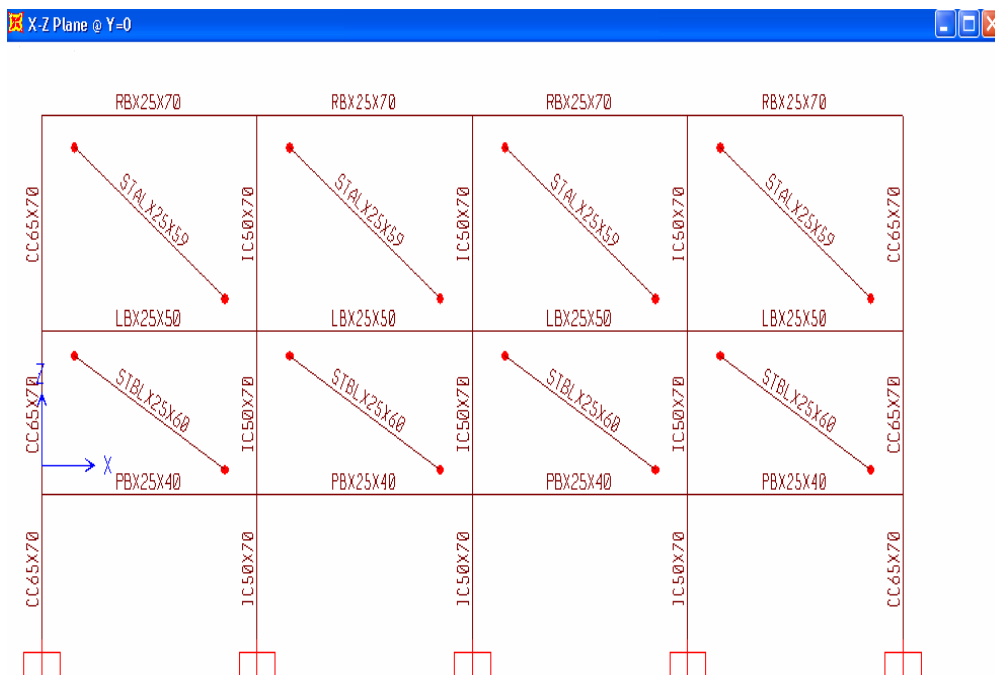 X-Z Plane @ Y=0
RBX25X70 RBX25X70 RBX25X70 RBX25X70
CC65X70 STALX25X59 IC50X70 STALX25X59 IC50X70 STALX25X59 IC50X70 STALX25X59 CC65X70
LBX25X50 LBX25X50 LBX25X50 LBX25X50
Z
CC65X70 STBLX25X60 IC50X70 STBLX25X60 IC50X70 STBLX25X60 IC50X70 STBLX25X60 CC65X70
X
PBX25X40 PBX25X40 PBX25X40 PBX25X40
CC65X70 IC50X70 IC50X70 IC50X70 CC65X70